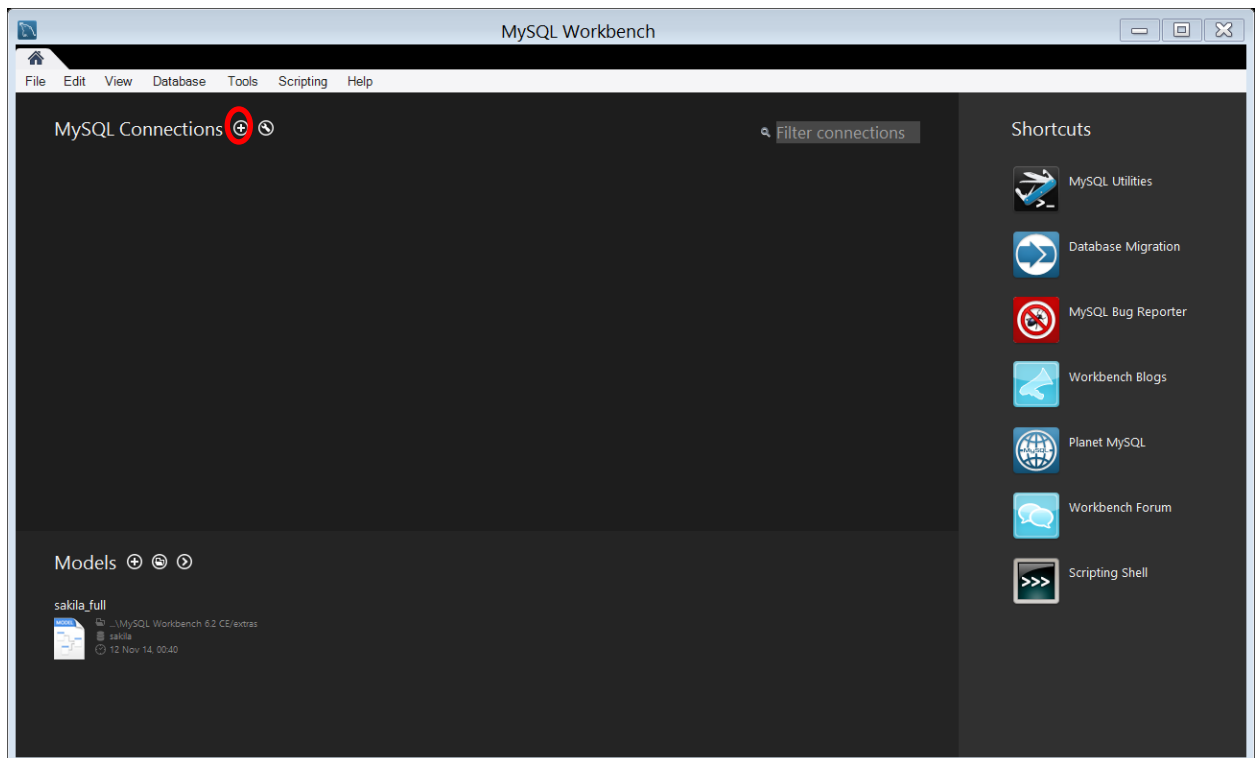 MySQL Workbench
File Edit View Database Tools Scripting Help
MySQL Connections
Filter connections
Shortcuts
MySQL Utilities
Database Migration
MySQL Bug Reporter
Workbench Blogs
Planet MySQL
Workbench Forum
Scripting Shell
>_
MySQL
>>>
Models
sakila_full
MODEL
...\MySQL Workbench 6.2 CE/extras
sakila
12 Nov 14, 00:40